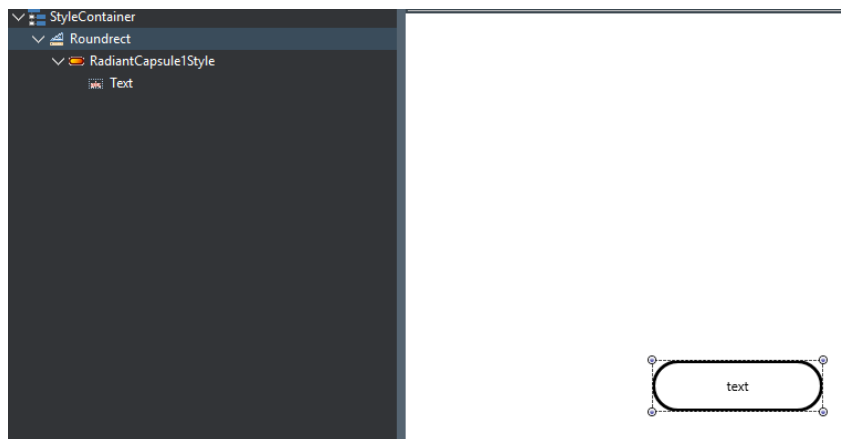 StyleContainer
Roundrect
RadiantCapsule1Style
Text
text